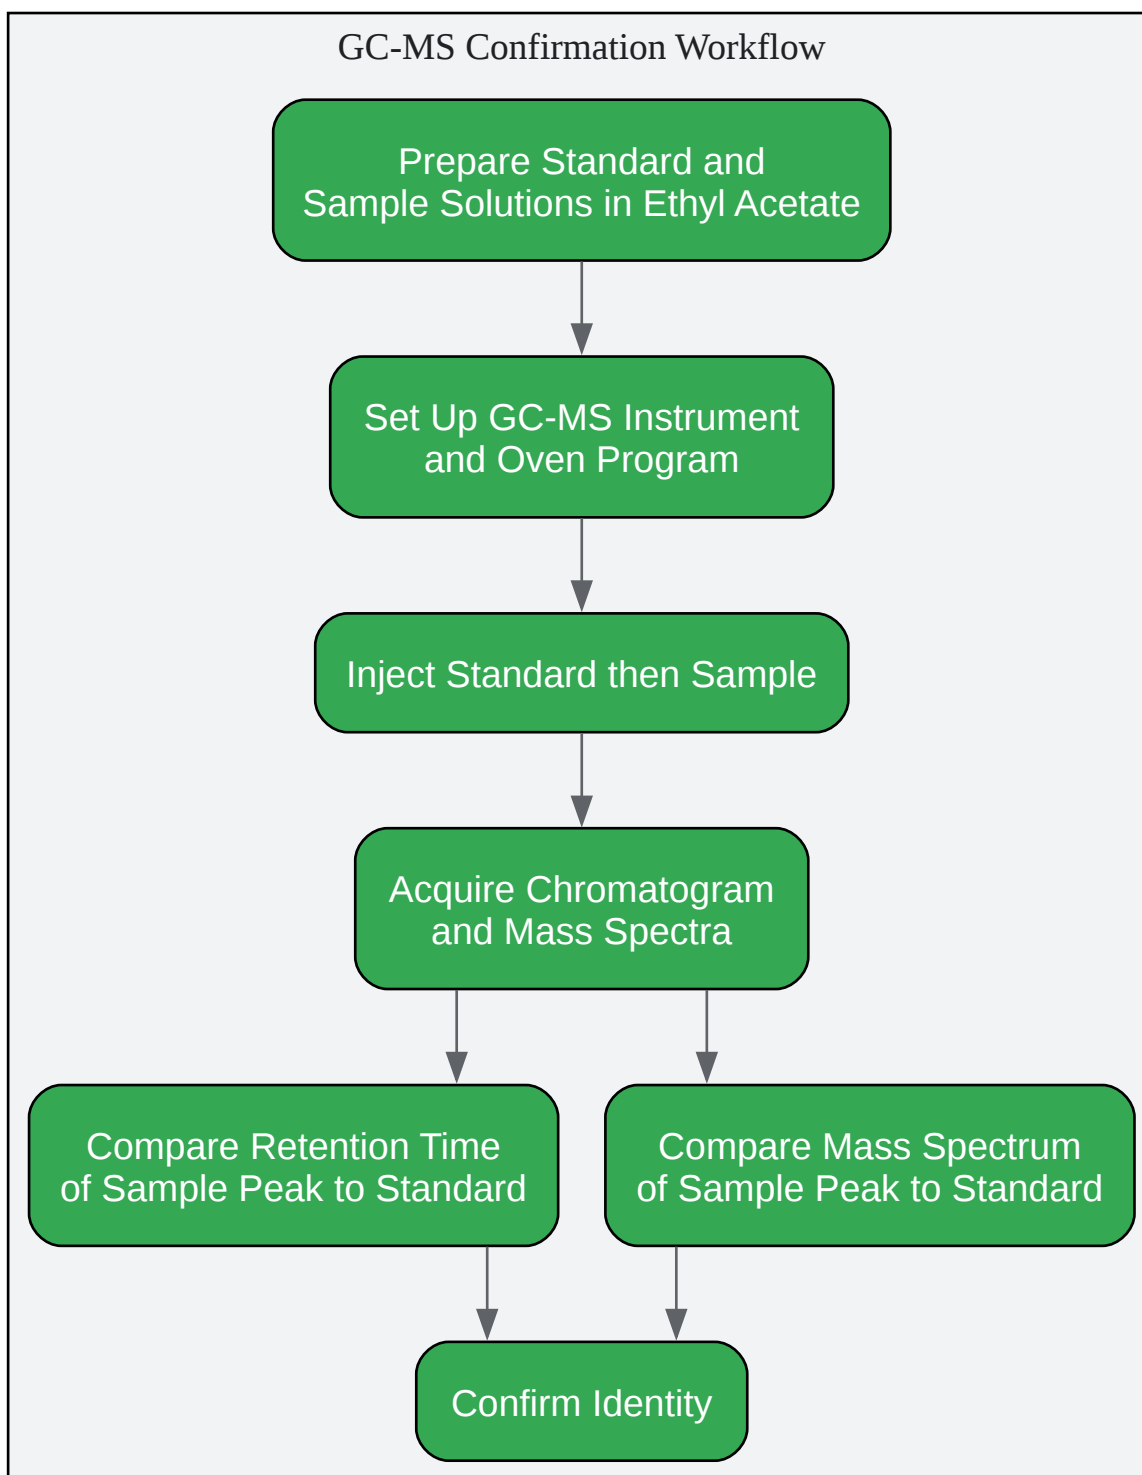 GC-MS Confirmation Workflow
Prepare Standard and
Sample Solutions in Ethyl Acetate
Set Up GC-MS Instrument
and Oven Program
Inject Standard then Sample
Acquire Chromatogram
and Mass Spectra
Compare Retention Time
of Sample Peak to Standard
Compare Mass Spectrum
of Sample Peak to Standard
Confirm Identity